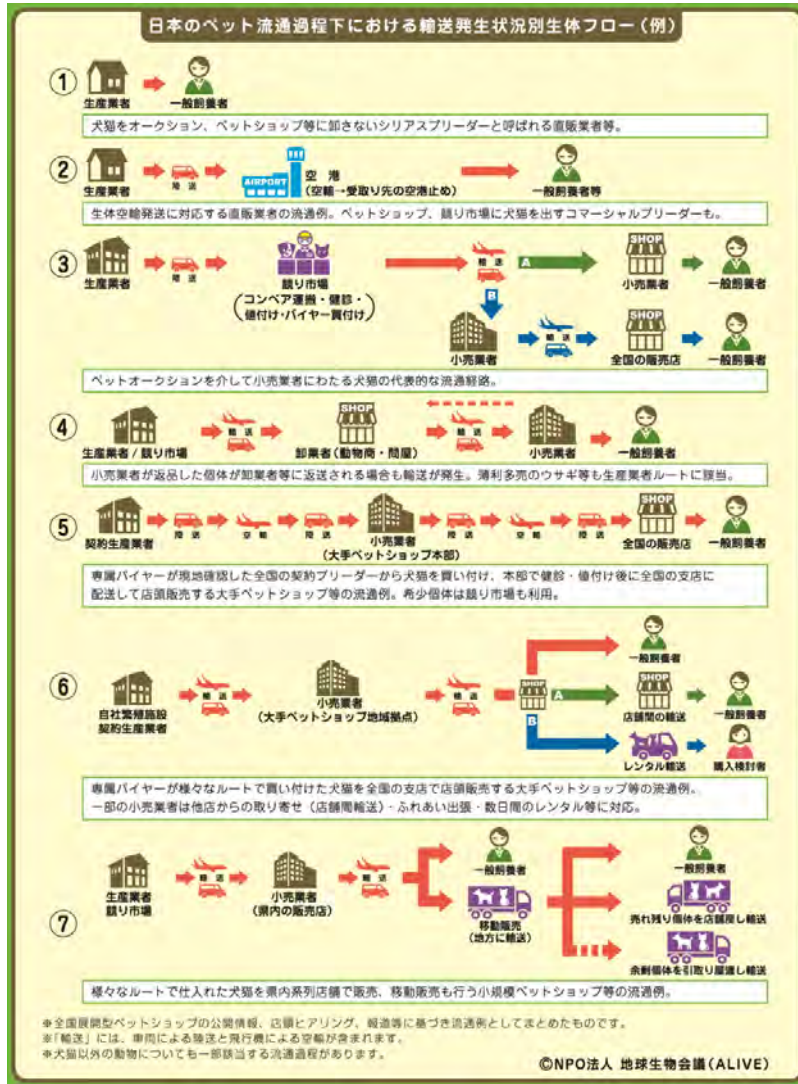 日本のペット流通過程下における輸送発生状況別生体フロー(例)
① 生産業者 一般飼養者
犬猫をオークション、ペットショップ等に卸さないシリアスブリーダーと呼ばれる直販業者等。
② 生産業者 陸送 AIRPORT 空港 一般飼養者等
(空輸→受取り先の空港止め)
生体空輸発送に対応する直販業者の流通例。ペットショップ、競り市場に犬猫を出すコマーシャルブリーダーも。
③ 生産業者 陸送 競り市場 輸送 A SHOP 小売業者 一般飼養者
(コンベア運搬・健診・
値付け・バイヤー買付け)
B 小売業者 輸送 SHOP 全国の販売店 一般飼養者
ペットオークションを介して小売業者にわたる犬猫の代表的な流通経路。
④ 生産業者/競り市場 輸送 SHOP 卸業者(動物商・問屋) 輸送 小売業者 一般飼養者
小売業者が返品した個体が卸業者等に返送される場合も輸送が発生。薄利多売のウサギ等も生産業者ルートに該当。
⑤ 契約生産業者 陸送 空輸 陸送 小売業者 陸送 空輸 陸送 SHOP 全国の販売店 一般飼養者
(大手ペットショップ本部)
専属バイヤーが現地確認した全国の契約ブリーダーから犬猫を買い付け、本部で健診・値付け後に全国の支店に
配送して店頭販売する大手ペットショップ等の流通例。希少個体は競り市場も利用。
一般飼養者
⑥ 自社繁殖施設 輸送 小売業者 輸送 SHOP A SHOP 店舗間の輸送 一般飼養者
契約生産業者 (大手ペットショップ地域拠点)
B レンタル輸送 購入検討者
専属バイヤーが様々なルートで買い付けた犬猫を全国の支店で店頭販売する大手ペットショップ等の流通例。
一部の小売業者は他店からの取り寄せ(店舗間輸送)・ふれあい出張・数日間のレンタル等に対応。
⑦ 生産業者 輸送 小売業者 輸送 一般飼養者 一般飼養者
競り市場 (県内の販売店)
移動販売 売れ残り個体を店舗戻し輸送
(地方に輸送)
余剰個体を引取り屋渡し輸送
様々なルートで仕入れた犬猫を県内系列店舗で販売、移動販売も行う小規模ペットショップ等の流通例。
※全国展開型ペットショップの公開情報、店頭ヒアリング、報道等に基づき流通例としてまとめたものです。
※「輸送」には、車両による陸送と飛行機による空輸が含まれます。
※犬猫以外の動物についても一部該当する流通過程があります。
©NPO法人 地球生物会議(ALIVE)